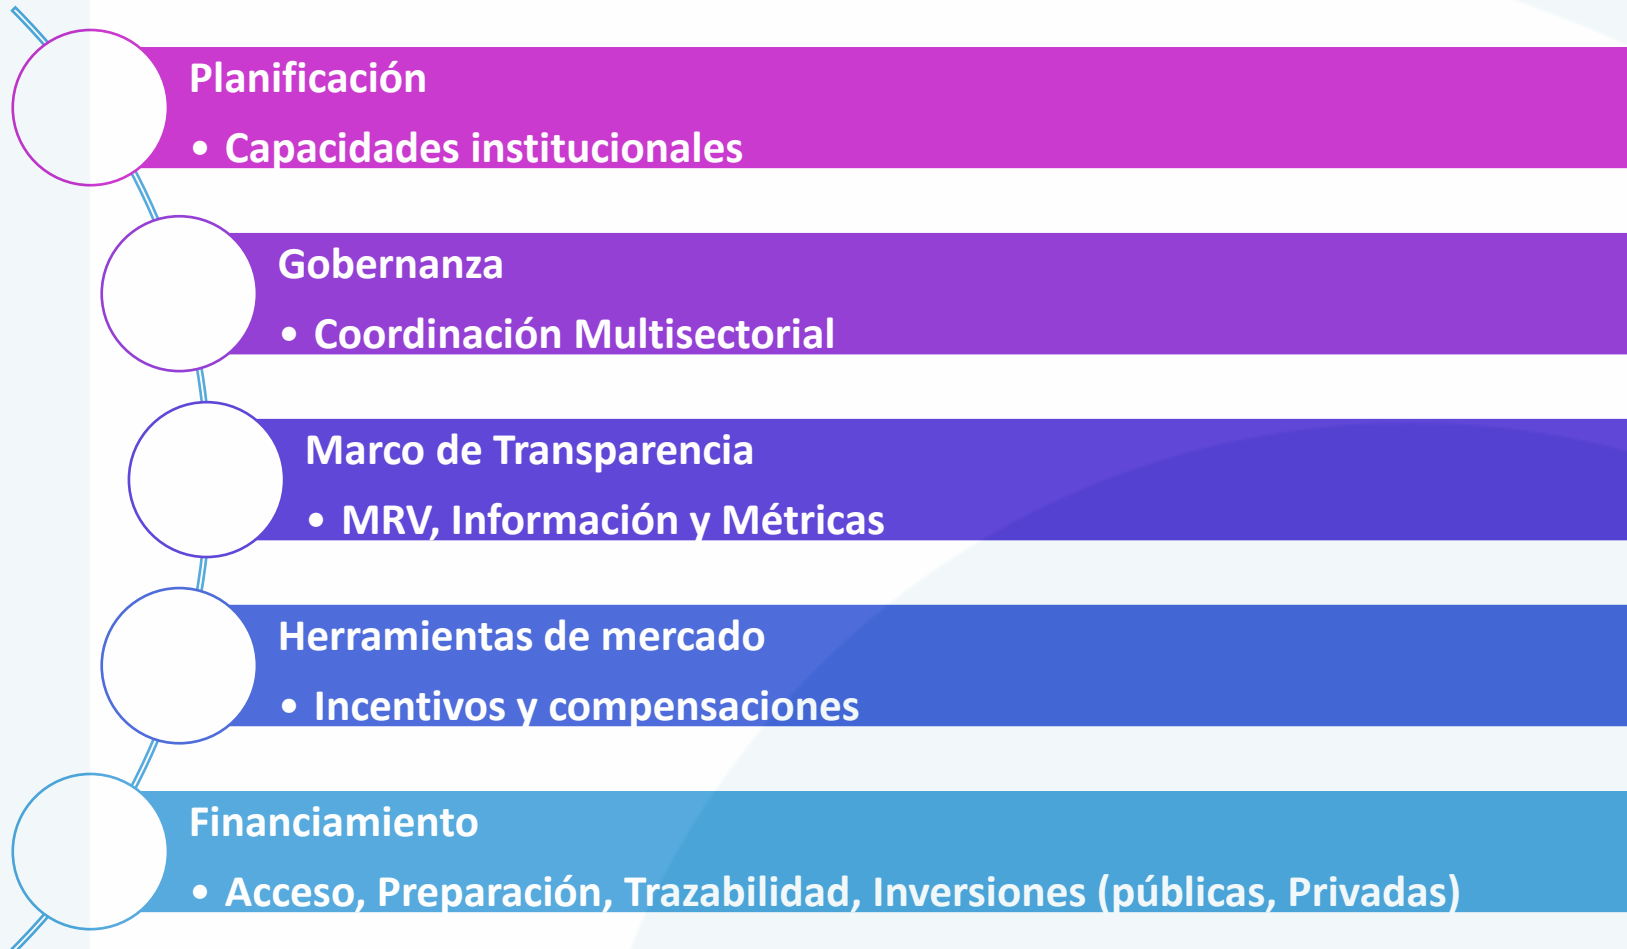 Planificación
• Capacidades institucionales
Gobernanza
• Coordinación Multisectorial
Marco de Transparencia
• MRV, Información y Métricas
Herramientas de mercado
• Incentivos y compensaciones
Financiamiento
• Acceso, Preparación, Trazabilidad, Inversiones (públicas, Privadas)